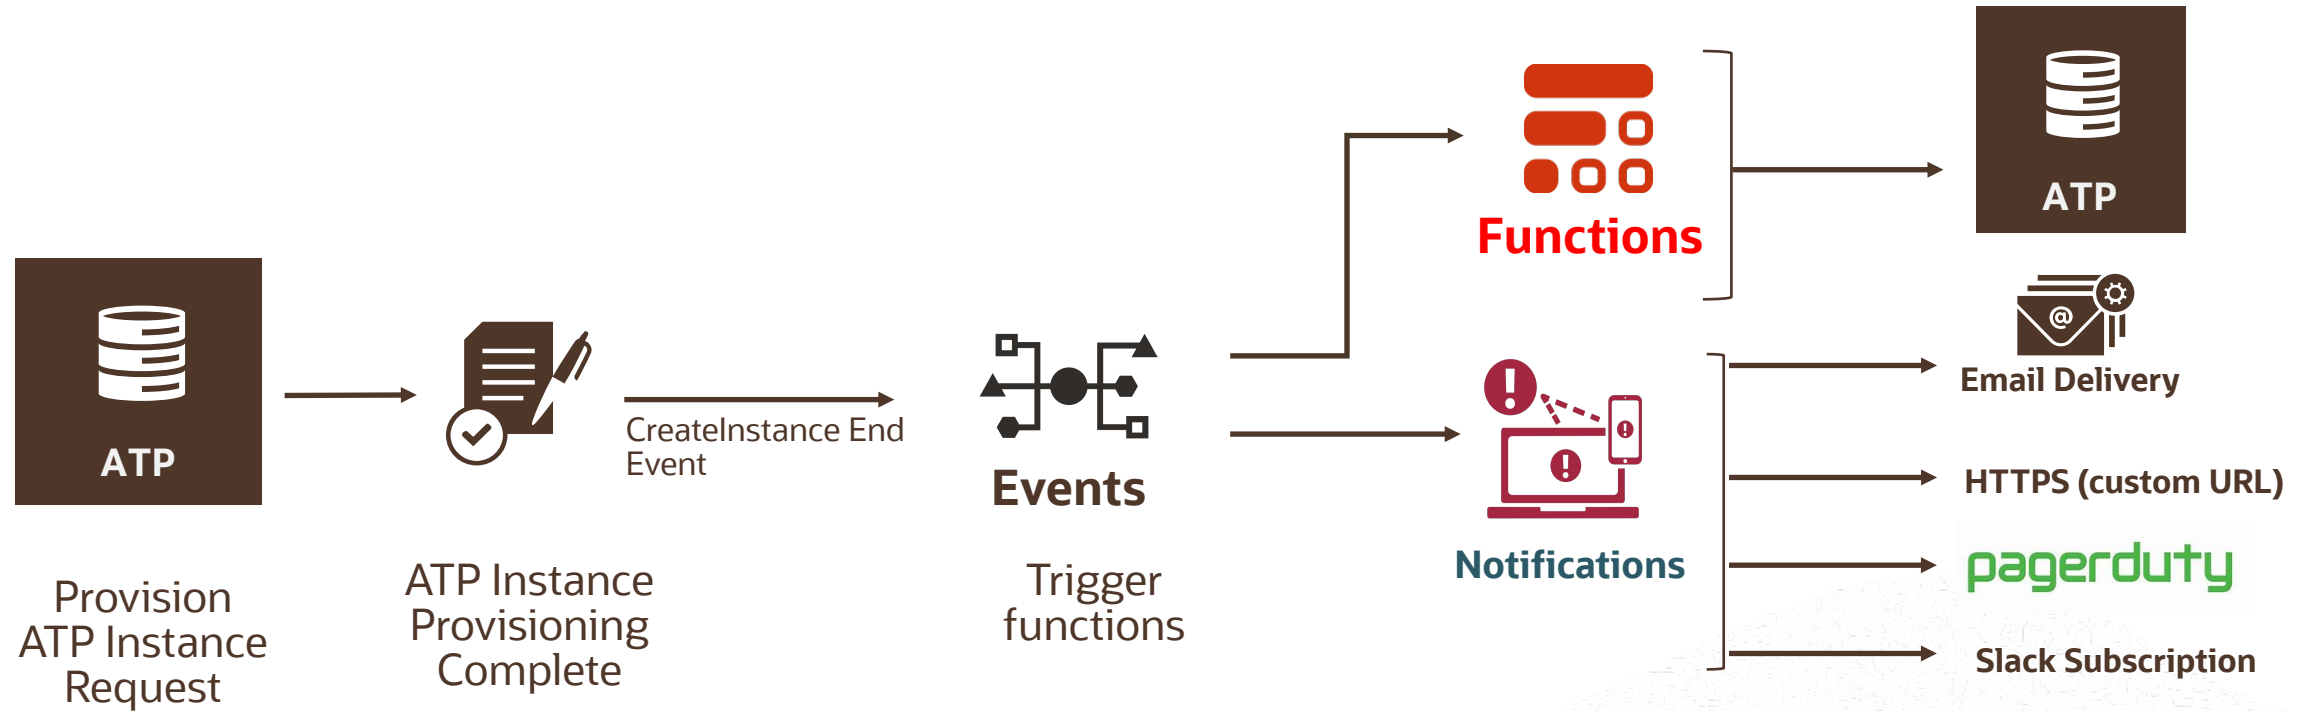 ATP
Provision
ATP Instance
Request
ATP Instance
Provisioning
Complete
CreateInstance End
Event
Events
Trigger
functions
Functions
Notifications
ATP
@
Email Delivery
HTTPS (custom URL)
pagerduty
Slack Subscription